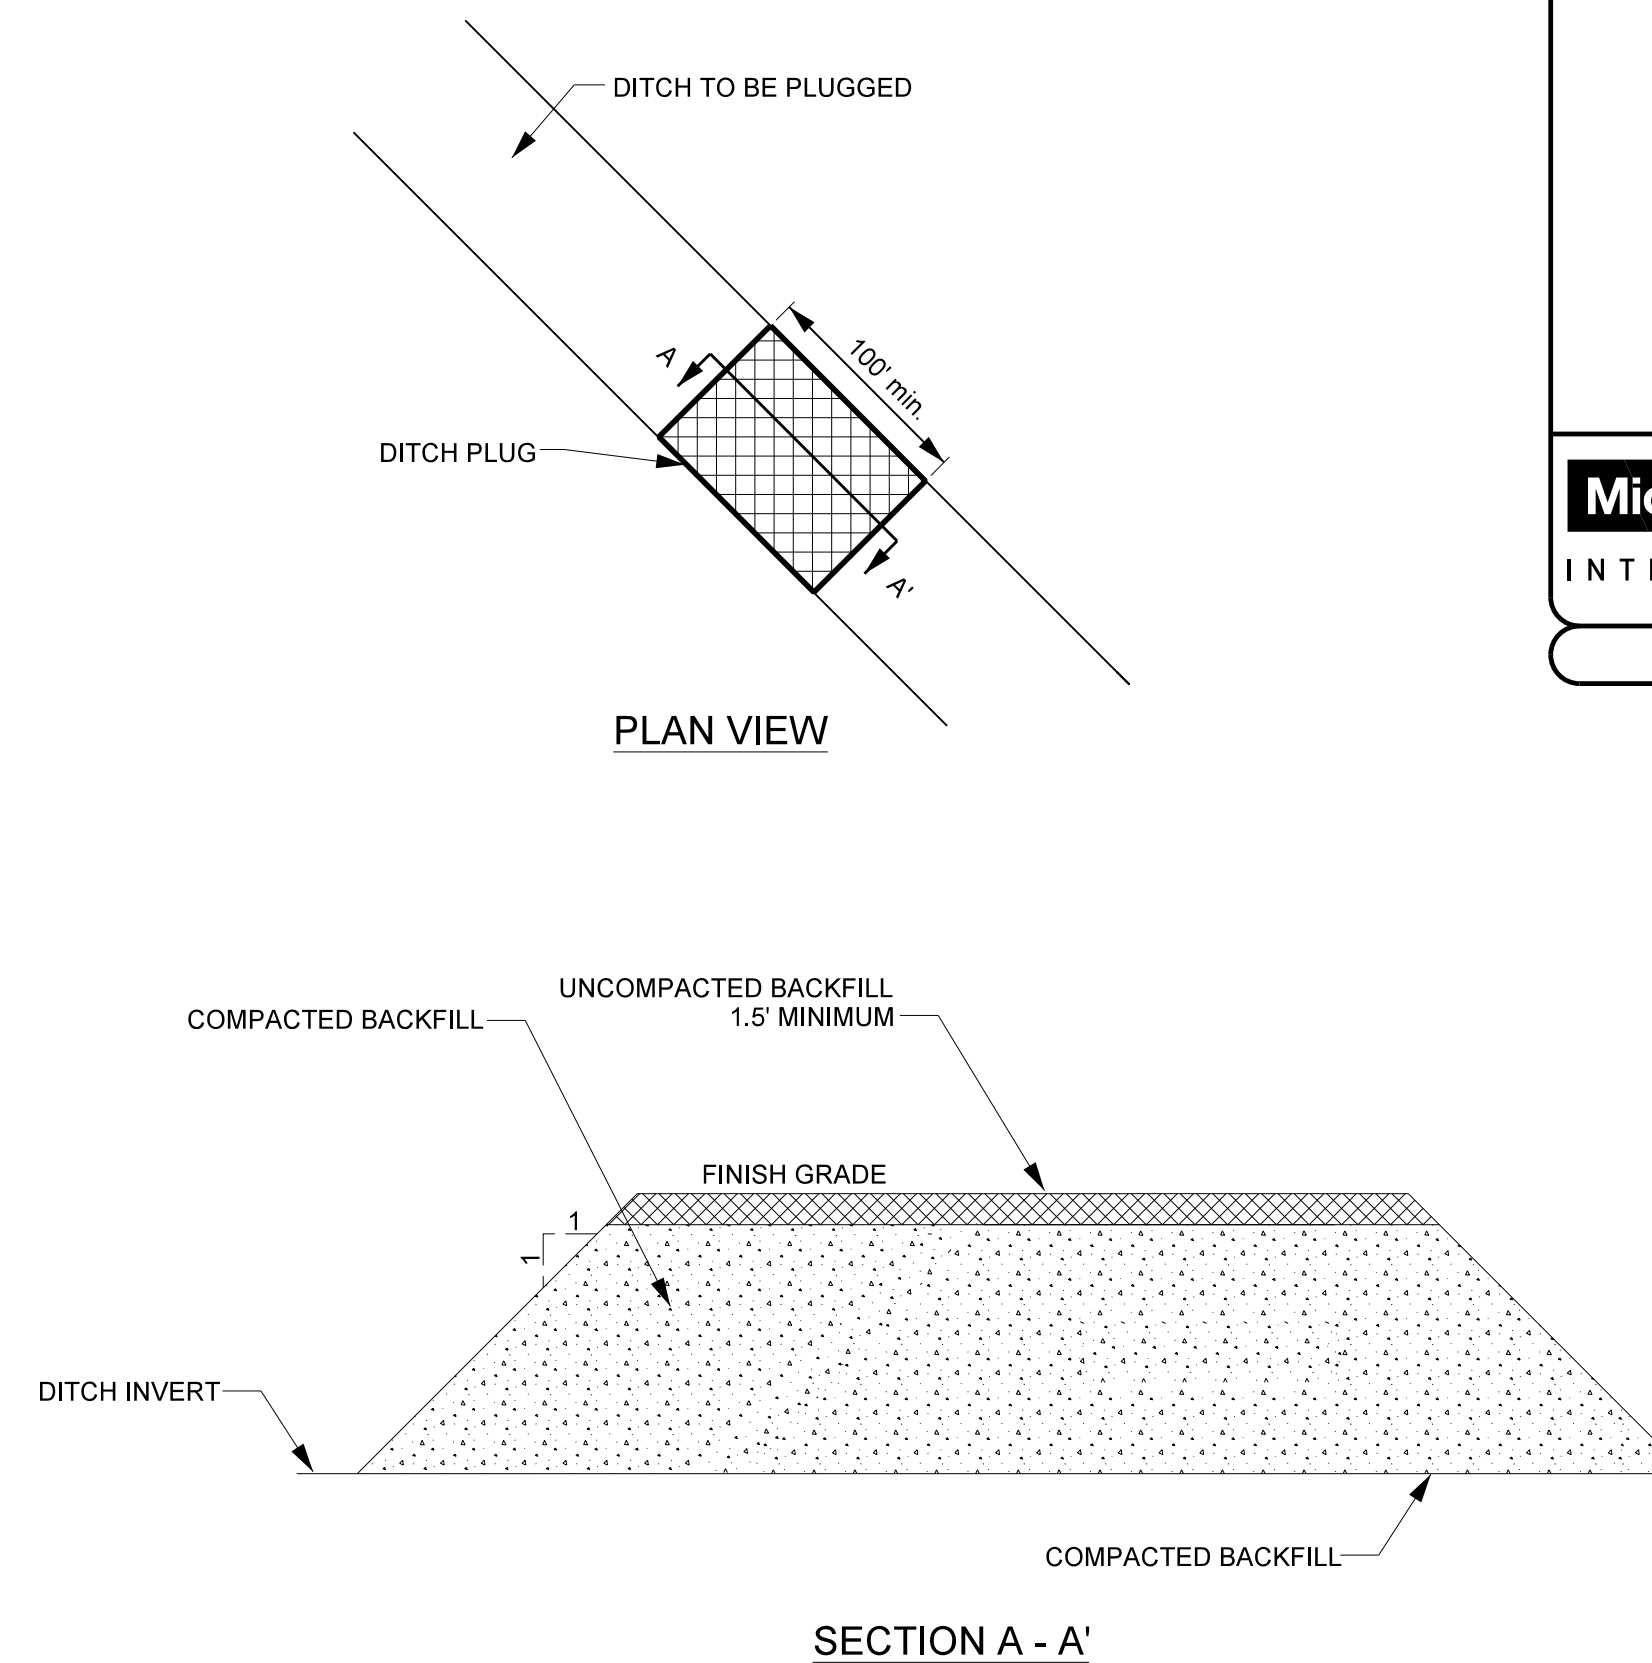 DITCH TO BE PLUGGED
A
100' min.
DITCH PLUG
A'
PLAN VIEW
UNCOMPACTED BACKFILL
1.5' MINIMUM
COMPACTED BACKFILL
FINISH GRADE
1
1
DITCH INVERT
COMPACTED BACKFILL
SECTION A - A'